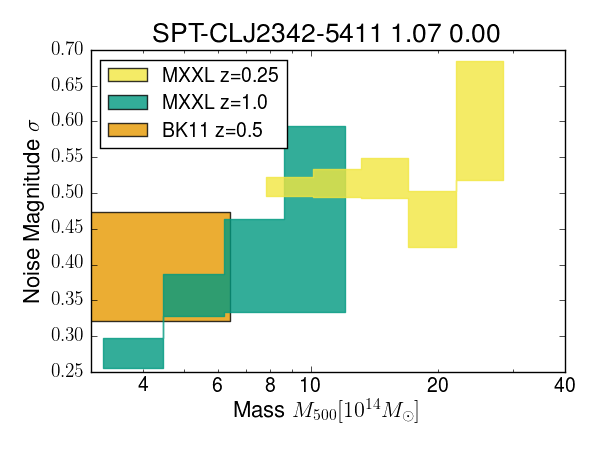 SPT-CLJ2342-5411 1.07 0.00
0.70
0.65
0.60
0.55
0.50
0.45
0.40
0.35
0.30
0.25
Noise Magnitude σ
MXXL z=0.25
MXXL z=1.0
BK11 z=0.5
4 6 8 10 20 40
Mass M₅₀₀[10¹⁴M☉]